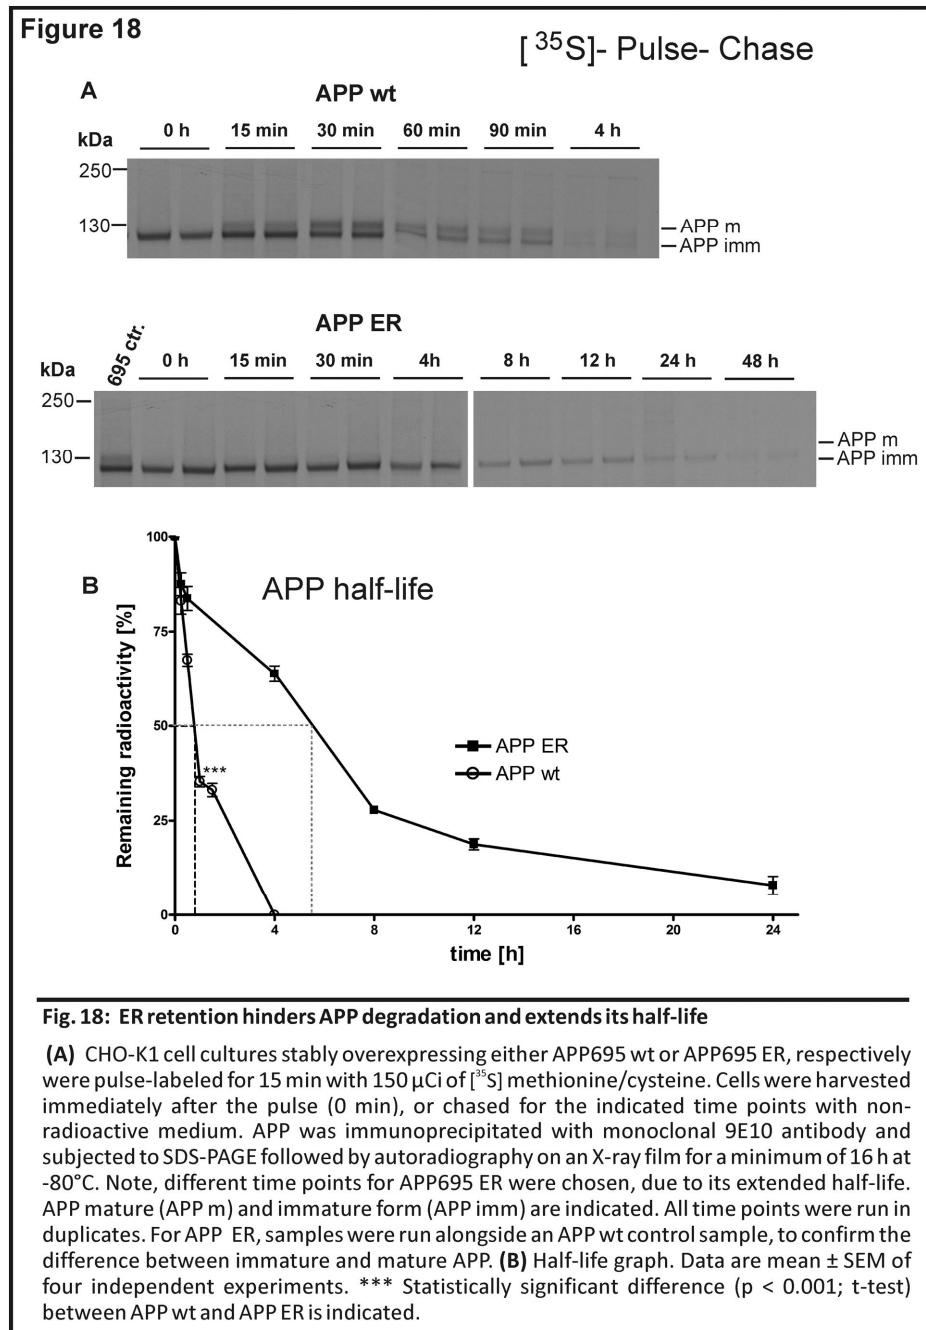 Figure 18
[ ³⁵S]- Pulse- Chase
A
APP wt
kDa
0 h 15 min 30 min 60 min 90 min 4 h
250
130
APP m
APP imm
APP ER
695 ctr.
kDa
0 h 15 min 30 min 4h 8 h 12 h 24 h 48 h
250
130
APP m
APP imm
B
APP half-life
Remaining radioactivity [%]
100
75
50
25
0
***
APP ER
APP wt
0 4 8 12 16 20 24
time [h]
Fig. 18: ER retention hinders APP degradation and extends its half-life
(A) CHO-K1 cell cultures stably overexpressing either APP695 wt or APP695 ER, respectively
were pulse-labeled for 15 min with 150 µCi of [³⁵S] methionine/cysteine. Cells were harvested
immediately after the pulse (0 min), or chased for the indicated time points with non-
radioactive medium. APP was immunoprecipitated with monoclonal 9E10 antibody and
subjected to SDS-PAGE followed by autoradiography on an X-ray film for a minimum of 16 h at
-80°C. Note, different time points for APP695 ER were chosen, due to its extended half-life.
APP mature (APP m) and immature form (APP imm) are indicated. All time points were run in
duplicates. For APP ER, samples were run alongside an APP wt control sample, to confirm the
difference between immature and mature APP. (B) Half-life graph. Data are mean ± SEM of
four independent experiments. *** Statistically significant difference (p < 0.001; t-test)
between APP wt and APP ER is indicated.